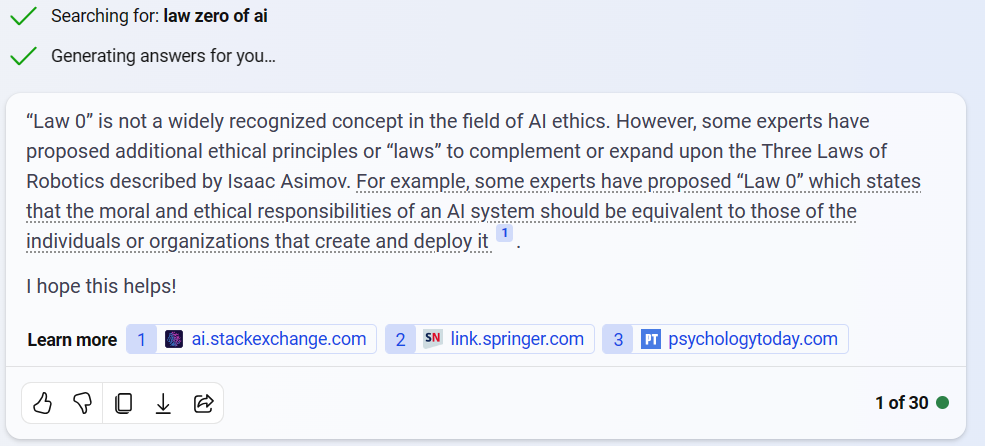 Searching for: law zero of ai
Generating answers for you…
“Law 0” is not a widely recognized concept in the field of AI ethics. However, some experts have
proposed additional ethical principles or “laws” to complement or expand upon the Three Laws of
Robotics described by Isaac Asimov. For example, some experts have proposed “Law 0” which states
that the moral and ethical responsibilities of an AI system should be equivalent to those of the
individuals or organizations that create and deploy it 1 .
I hope this helps!
Learn more 1 ai.stackexchange.com 2 SN link.springer.com 3 PT psychologytoday.com
1 of 30